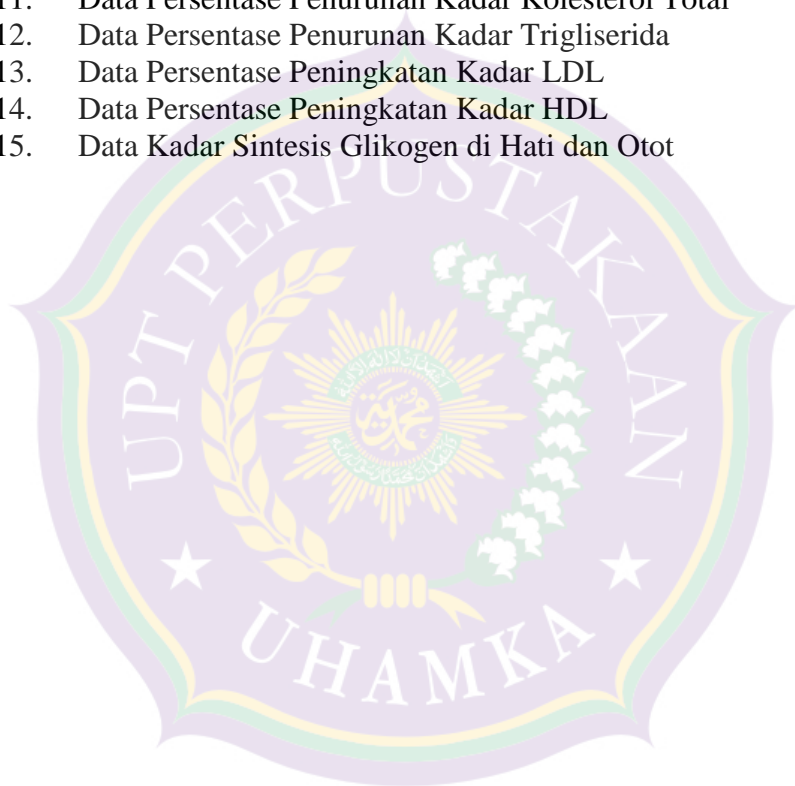 11. Data Persentase Penurunan Kadar Kolesterol Total
12. Data Persentase Penurunan Kadar Trigliserida
13. Data Persentase Peningkatan Kadar LDL
14. Data Persentase Peningkatan Kadar HDL
15. Data Kadar Sintesis Glikogen di Hati dan Otot
UPT PERPUSTAKAAN
UHAMKA